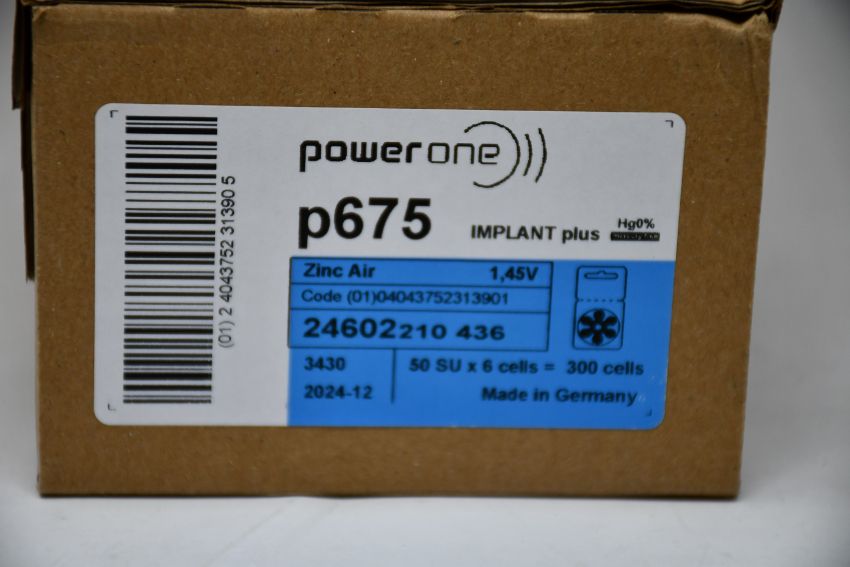 (01) 2 4043752 31390 5
power one
p675
IMPLANT plus
Hg0%
Zinc Air 1,45V
Code (01)04043752313901
24602 210 436
3430 50 SU x 6 cells = 300 cells
2024-12 Made in Germany